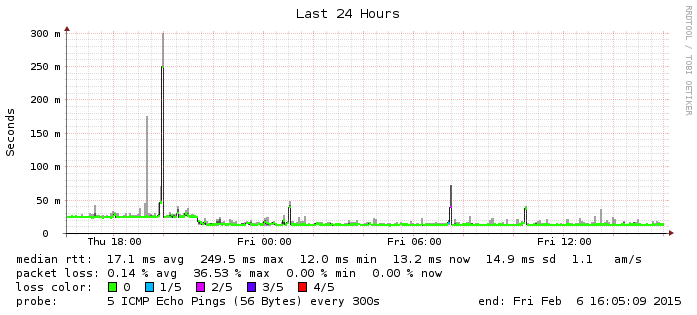 Last 24 Hours
RRDTOOL / TOBI OETIKER
Seconds
300 m
250 m
200 m
150 m
100 m
50 m
0
Thu 18:00 Fri 00:00 Fri 06:00 Fri 12:00
median rtt: 17.1 ms avg 249.5 ms max 12.0 ms min 13.2 ms now 14.9 ms sd 1.1 am/s
packet loss: 0.14 % avg 36.53 % max 0.00 % min 0.00 % now
loss color: 0 1/5 2/5 3/5 4/5
probe: 5 ICMP Echo Pings (56 Bytes) every 300s end: Fri Feb 6 16:05:09 2015